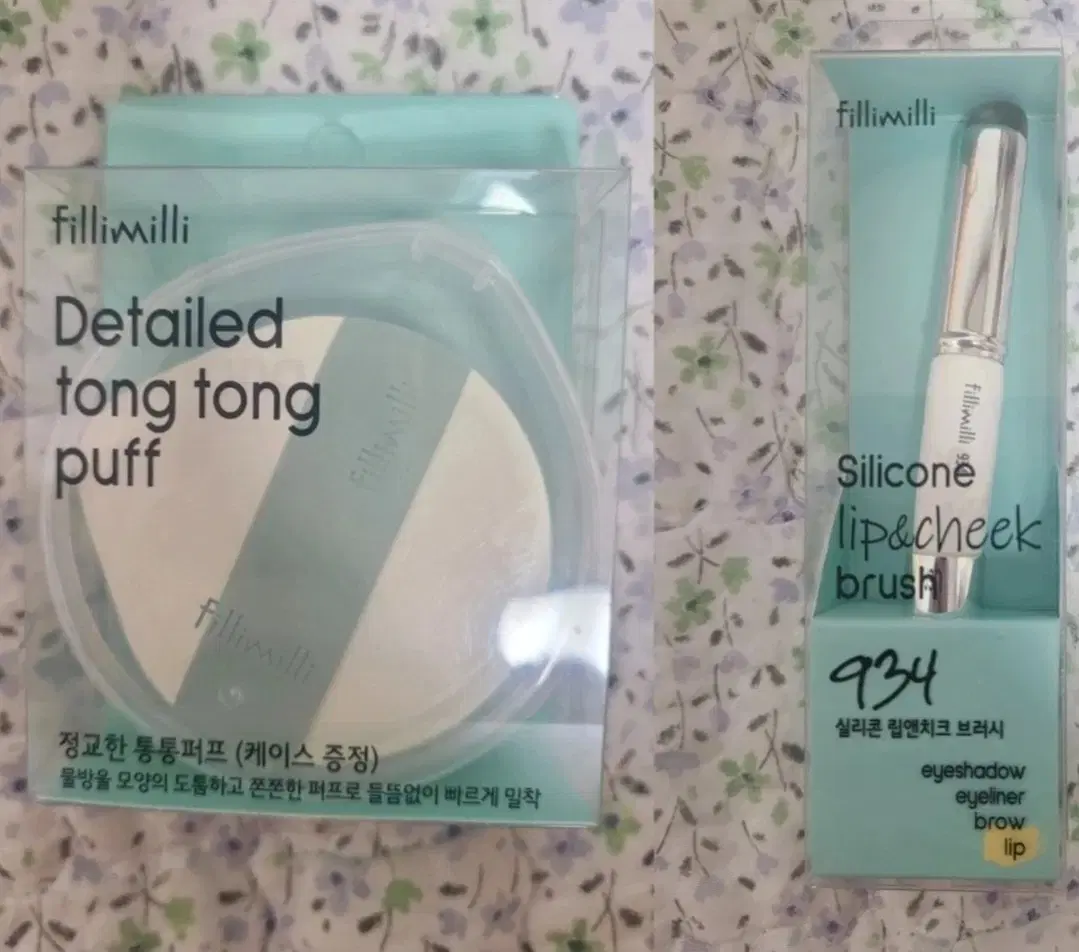 fillimilli
Detailed
tong tong
puff
fillimilli
fillimilli
정교한 통통퍼프 (케이스 증정)
물방울 모양의 도톰하고 쫀쫀한 퍼프로 들뜸없이 빠르게 밀착
fillimilli
fillimilli
Silicone
lip&cheek
brush
934
실리콘 립앤치크 브러시
eyeshadow
eyeliner
brow
lip